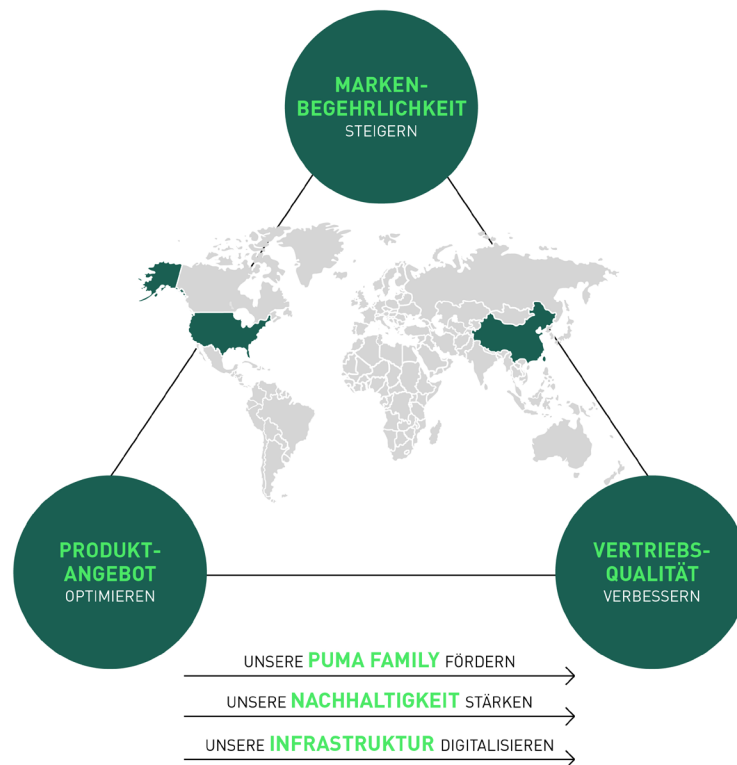 MARKEN-
BEGEHRLICHKEIT
STEIGERN
PRODUKT-
ANGEBOT
OPTIMIEREN
VERTRIEBS-
QUALITÄT
VERBESSERN
UNSERE PUMA FAMILY FÖRDERN
UNSERE NACHHALTIGKEIT STÄRKEN
UNSERE INFRASTRUKTUR DIGITALISIEREN